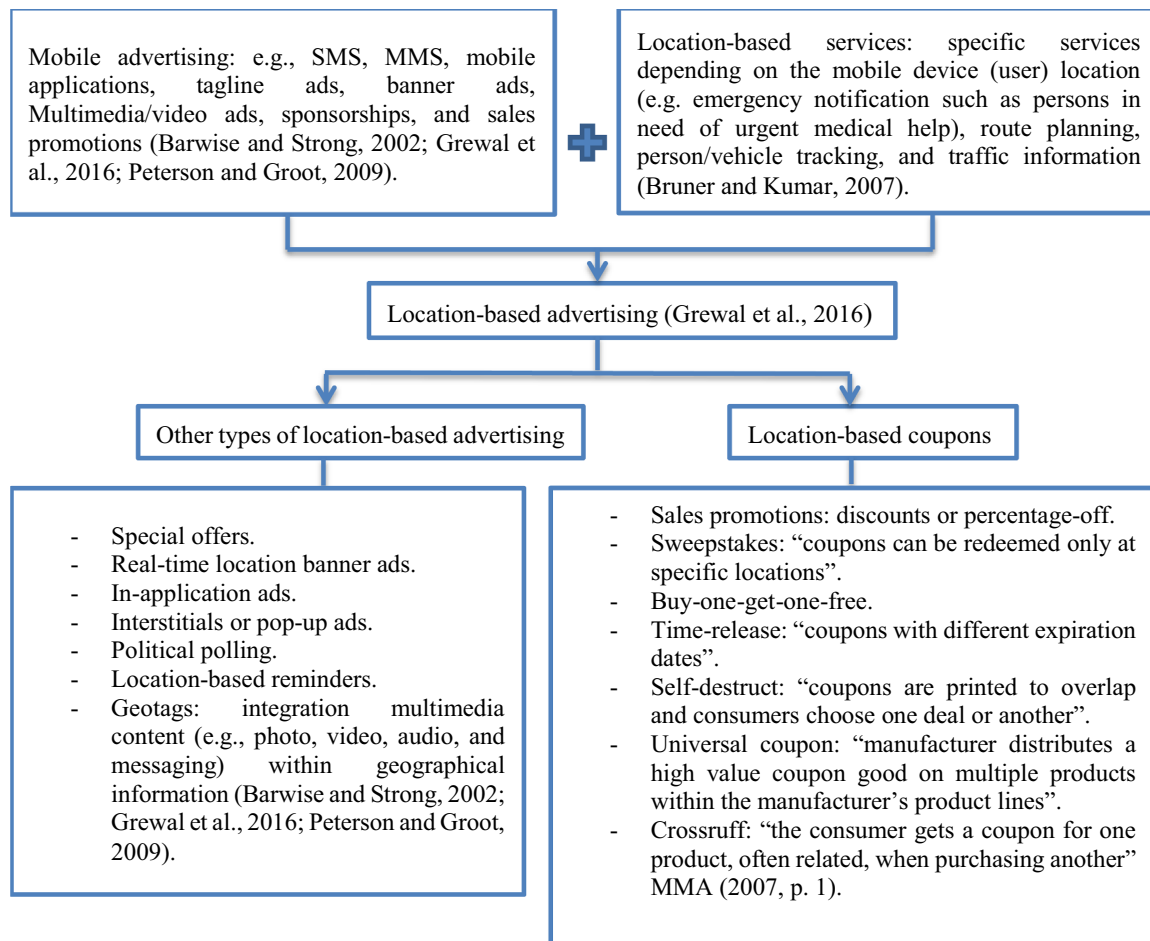 Mobile advertising: e.g., SMS, MMS, mobile
applications, tagline ads, banner ads,
Multimedia/video ads, sponsorships, and sales
promotions (Barwise and Strong, 2002; Grewal et
al., 2016; Peterson and Groot, 2009).
Location-based services: specific services
depending on the mobile device (user) location
(e.g. emergency notification such as persons in
need of urgent medical help), route planning,
person/vehicle tracking, and traffic information
(Bruner and Kumar, 2007).
Location-based advertising (Grewal et al., 2016)
Other types of location-based advertising
Location-based coupons
- Special offers.
- Real-time location banner ads.
- In-application ads.
- Interstitials or pop-up ads.
- Political polling.
- Location-based reminders.
- Geotags: integration multimedia
content (e.g., photo, video, audio, and
messaging) within geographical
information (Barwise and Strong, 2002;
Grewal et al., 2016; Peterson and Groot,
2009).
- Sales promotions: discounts or percentage-off.
- Sweepstakes: “coupons can be redeemed only at
specific locations”.
- Buy-one-get-one-free.
- Time-release: “coupons with different expiration
dates”.
- Self-destruct: “coupons are printed to overlap
and consumers choose one deal or another”.
- Universal coupon: “manufacturer distributes a
high value coupon good on multiple products
within the manufacturer’s product lines”.
- Crossruff: “the consumer gets a coupon for one
product, often related, when purchasing another”
MMA (2007, p. 1).